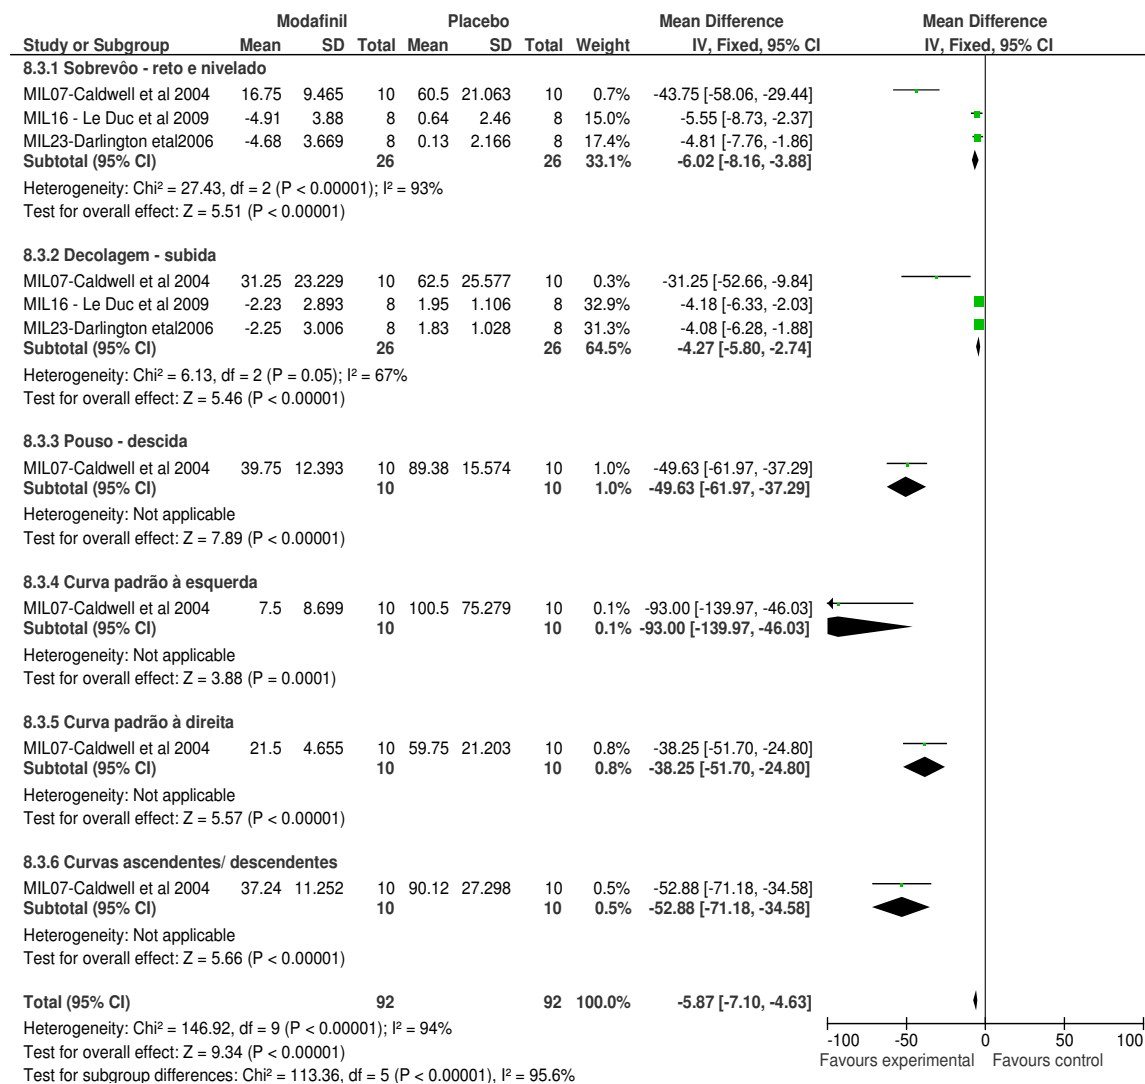 Modafinil Placebo Mean Difference Mean Difference
Study or Subgroup Mean SD Total Mean SD Total Weight IV, Fixed, 95% CI IV, Fixed, 95% CI
8.3.1 Sobrevôo - reto e nivelado
MIL07-Caldwell et al 2004 16.75 9.465 10 60.5 21.063 10 0.7% -43.75 [-58.06, -29.44]
MIL16 - Le Duc et al 2009 -4.91 3.88 8 0.64 2.46 8 15.0% -5.55 [-8.73, -2.37]
MIL23-Darlington etal2006 -4.68 3.669 8 0.13 2.166 8 17.4% -4.81 [-7.76, -1.86]
Subtotal (95% CI) 26 26 33.1% -6.02 [-8.16, -3.88]
Heterogeneity: Chi² = 27.43, df = 2 (P < 0.00001); I² = 93%
Test for overall effect: Z = 5.51 (P < 0.00001)
8.3.2 Decolagem - subida
MIL07-Caldwell et al 2004 31.25 23.229 10 62.5 25.577 10 0.3% -31.25 [-52.66, -9.84]
MIL16 - Le Duc et al 2009 -2.23 2.893 8 1.95 1.106 8 32.9% -4.18 [-6.33, -2.03]
MIL23-Darlington etal2006 -2.25 3.006 8 1.83 1.028 8 31.3% -4.08 [-6.28, -1.88]
Subtotal (95% CI) 26 26 64.5% -4.27 [-5.80, -2.74]
Heterogeneity: Chi² = 6.13, df = 2 (P = 0.05); I² = 67%
Test for overall effect: Z = 5.46 (P < 0.00001)
8.3.3 Pouso - descida
MIL07-Caldwell et al 2004 39.75 12.393 10 89.38 15.574 10 1.0% -49.63 [-61.97, -37.29]
Subtotal (95% CI) 10 10 1.0% -49.63 [-61.97, -37.29]
Heterogeneity: Not applicable
Test for overall effect: Z = 7.89 (P < 0.00001)
8.3.4 Curva padrão à esquerda
MIL07-Caldwell et al 2004 7.5 8.699 10 100.5 75.279 10 0.1% -93.00 [-139.97, -46.03]
Subtotal (95% CI) 10 10 0.1% -93.00 [-139.97, -46.03]
Heterogeneity: Not applicable
Test for overall effect: Z = 3.88 (P = 0.0001)
8.3.5 Curva padrão à direita
MIL07-Caldwell et al 2004 21.5 4.655 10 59.75 21.203 10 0.8% -38.25 [-51.70, -24.80]
Subtotal (95% CI) 10 10 0.8% -38.25 [-51.70, -24.80]
Heterogeneity: Not applicable
Test for overall effect: Z = 5.57 (P < 0.00001)
8.3.6 Curvas ascendentes/ descendentes
MIL07-Caldwell et al 2004 37.24 11.252 10 90.12 27.298 10 0.5% -52.88 [-71.18, -34.58]
Subtotal (95% CI) 10 10 0.5% -52.88 [-71.18, -34.58]
Heterogeneity: Not applicable
Test for overall effect: Z = 5.66 (P < 0.00001)
Total (95% CI) 92 92 100.0% -5.87 [-7.10, -4.63]
Heterogeneity: Chi² = 146.92, df = 9 (P < 0.00001); I² = 94%
Test for overall effect: Z = 9.34 (P < 0.00001)
Test for subgroup differences: Chi² = 113.36, df = 5 (P < 0.00001), I² = 95.6%
-100 -50 0 50 100
Favours experimental Favours control